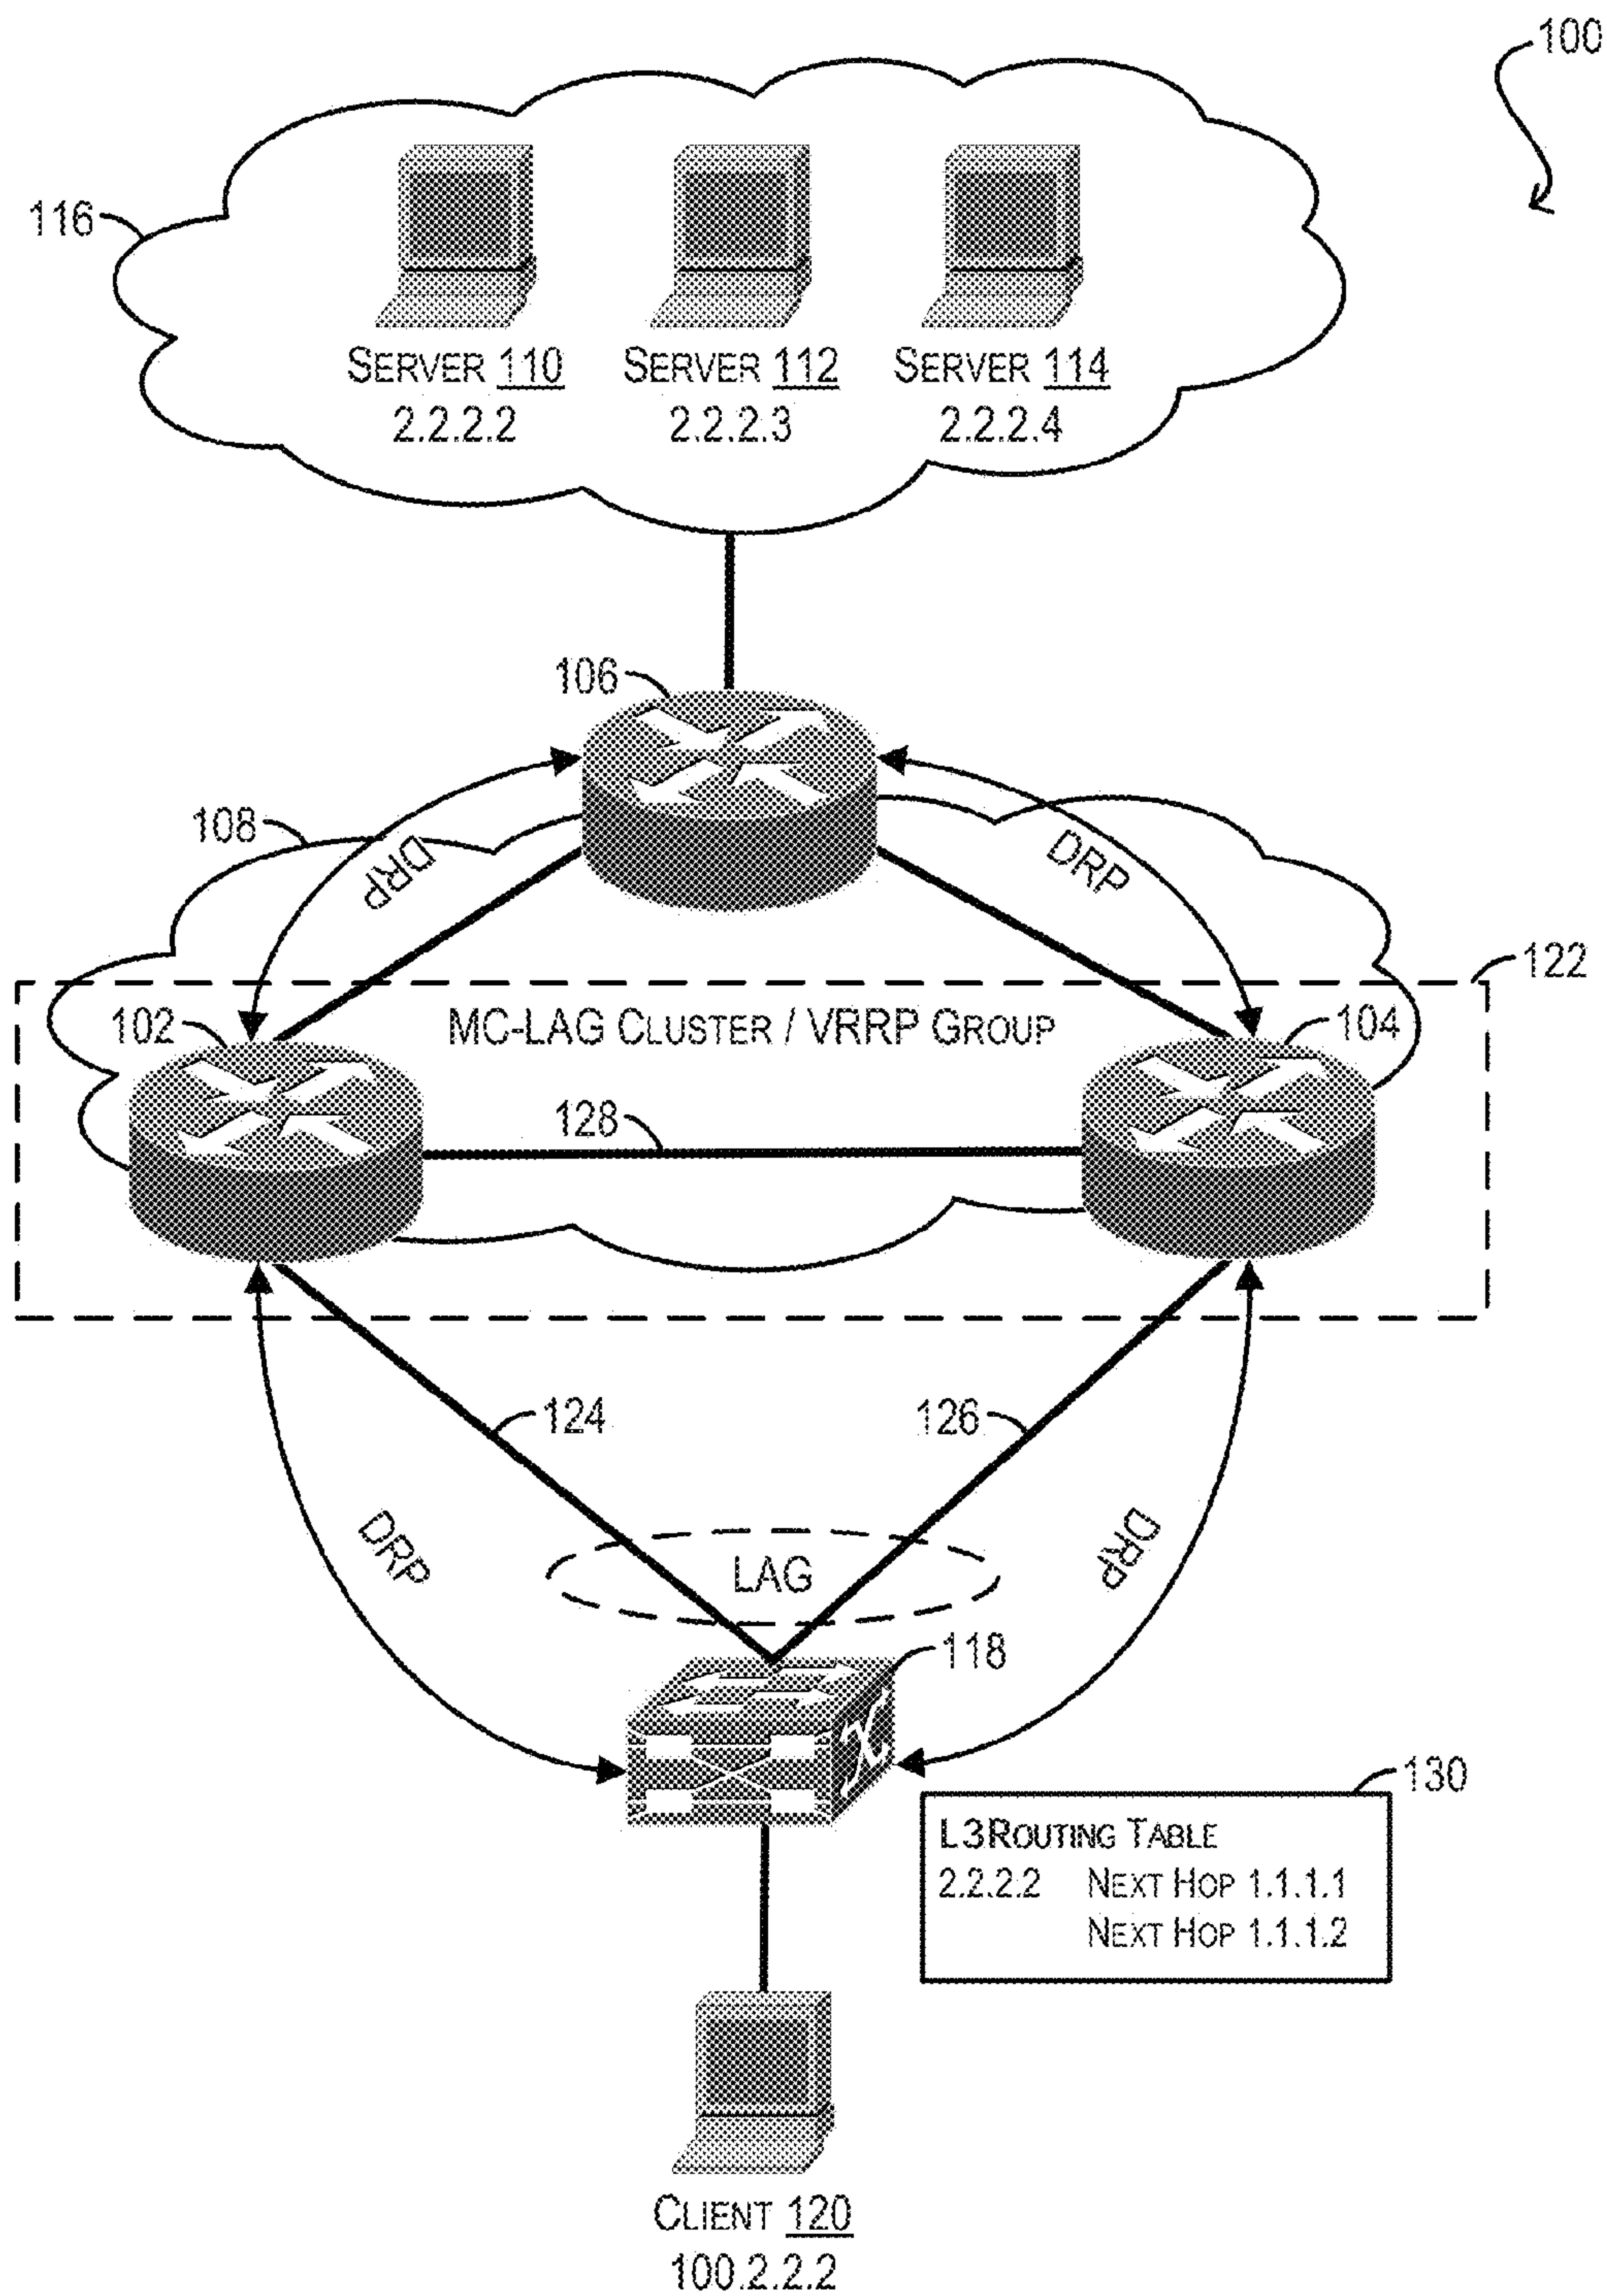 100
116
SERVER 110
2.2.2.2
SERVER 112
2.2.2.3
SERVER 114
2.2.2.4
106
108
DRP
DRP
122
102
MC-LAG CLUSTER / VRRP GROUP
104
128
124
126
DRP
DRP
LAG
118
130
L3ROUTING TABLE
2.2.2.2 NEXT HOP 1.1.1.1
NEXT HOP 1.1.1.2
CLIENT 120
100.2.2.2